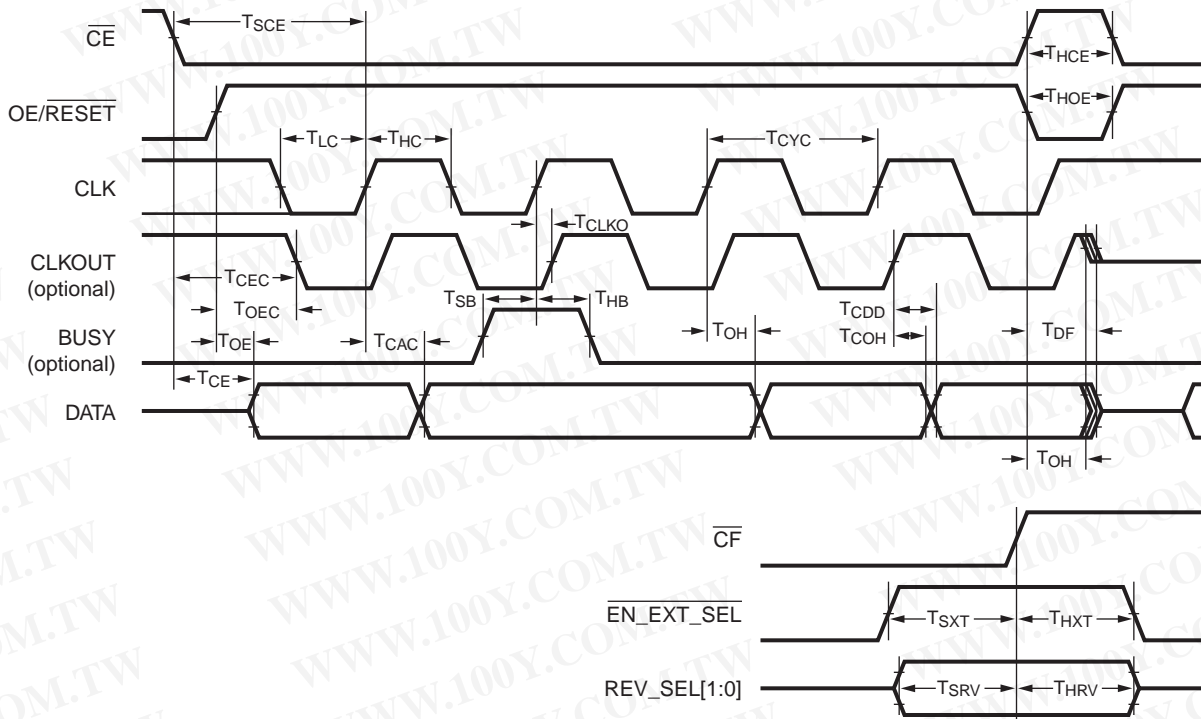 CE
TSCE
THCE
OE/RESET
THOE
TLC
THC
TCYC
CLK
TCLKO
CLKOUT
(optional)
TCEC
TSB
THB
TOEC
TCDD
BUSY
(optional)
TOE
TCAC
TOH
TCOH
TDF
TCE
DATA
TOH
CF
EN_EXT_SEL
TSXT
THXT
REV_SEL[1:0]
TSRV
THRV
WWW.100Y.COM.TW